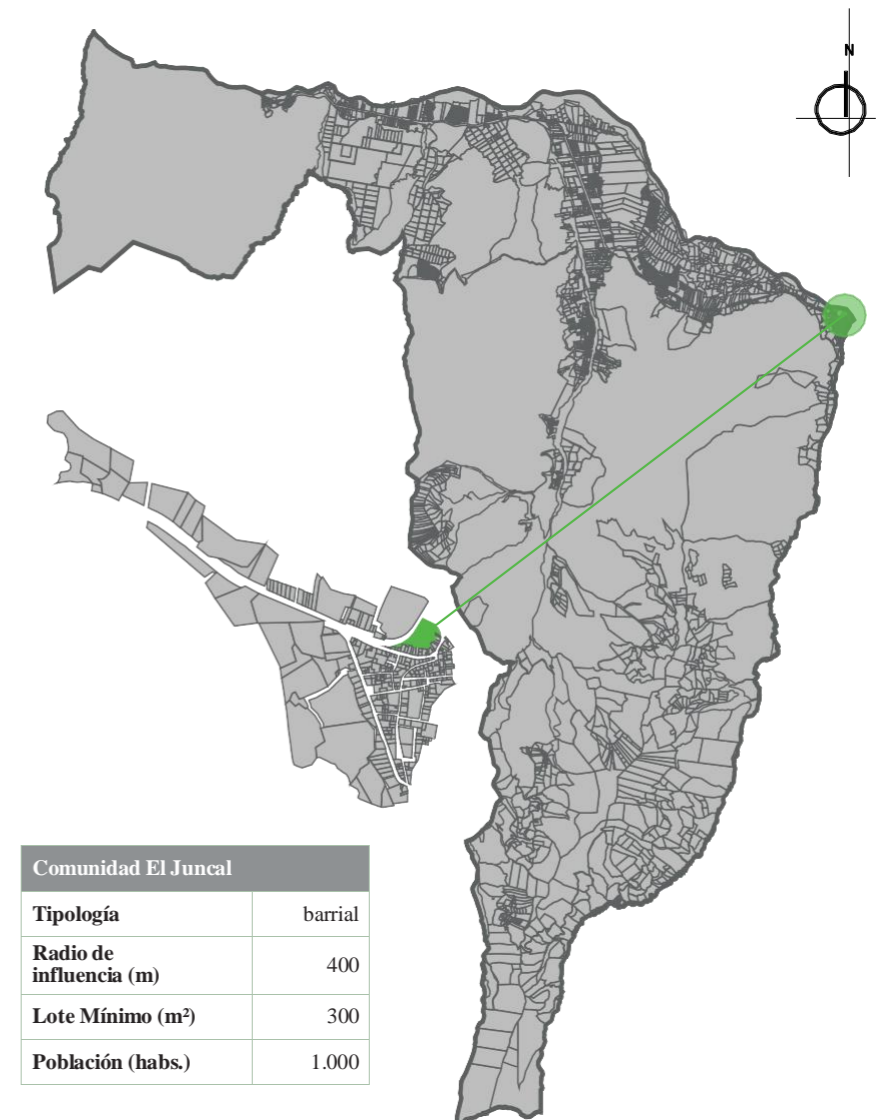 N
Comunidad El Juncal
Tipología barrial
Radio de
influencia (m) 400
Lote Mínimo (m²) 300
Población (habs.) 1.000